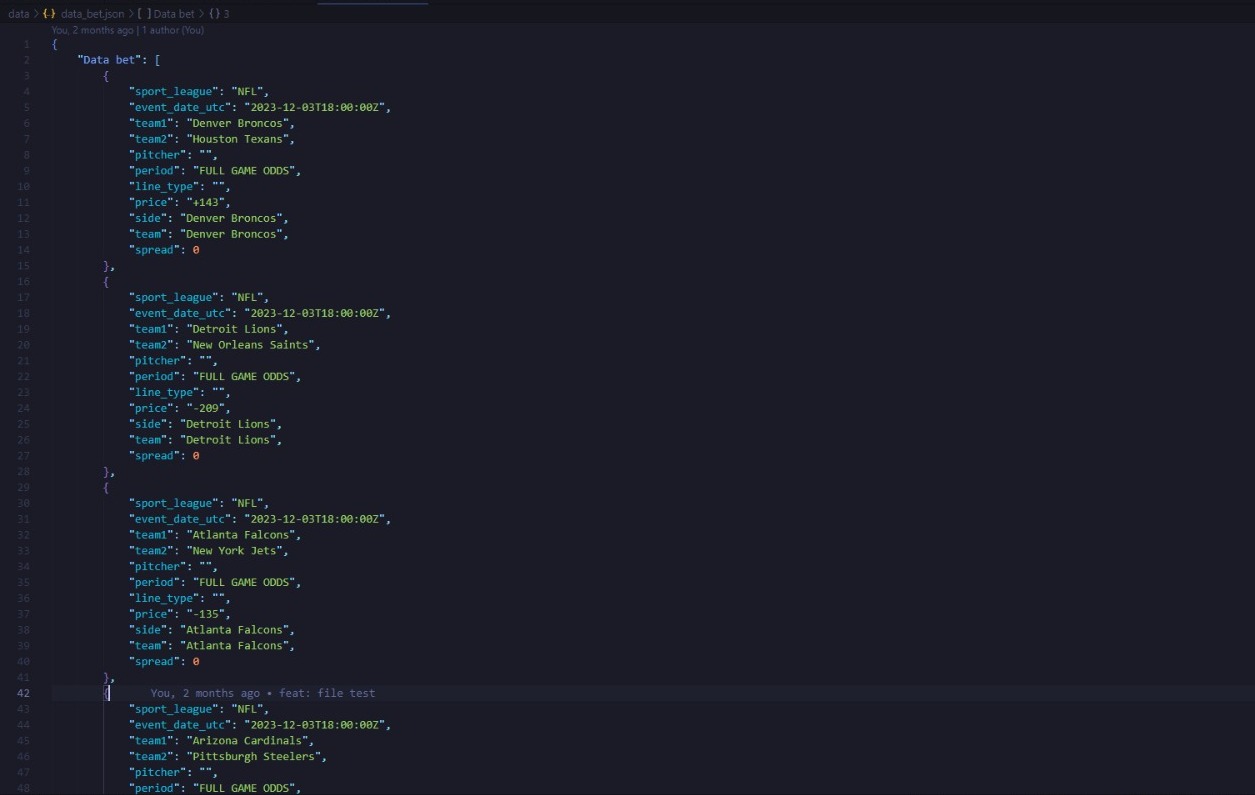 data > {} data_bet.json > [ ] Data bet > {} 3
You, 2 months ago | 1 author (You)
1 {
2 "Data bet": [
3 {
4 "sport_league": "NFL",
5 "event_date_utc": "2023-12-03T18:00:00Z",
6 "team1": "Denver Broncos",
7 "team2": "Houston Texans",
8 "pitcher": "",
9 "period": "FULL GAME ODDS",
10 "line_type": "",
11 "price": "+143",
12 "side": "Denver Broncos",
13 "team": "Denver Broncos",
14 "spread": 0
15 },
16 {
17 "sport_league": "NFL",
18 "event_date_utc": "2023-12-03T18:00:00Z",
19 "team1": "Detroit Lions",
20 "team2": "New Orleans Saints",
21 "pitcher": "",
22 "period": "FULL GAME ODDS",
23 "line_type": "",
24 "price": "-209",
25 "side": "Detroit Lions",
26 "team": "Detroit Lions",
27 "spread": 0
28 },
29 {
30 "sport_league": "NFL",
31 "event_date_utc": "2023-12-03T18:00:00Z",
32 "team1": "Atlanta Falcons",
33 "team2": "New York Jets",
34 "pitcher": "",
35 "period": "FULL GAME ODDS",
36 "line_type": "",
37 "price": "-135",
38 "side": "Atlanta Falcons",
39 "team": "Atlanta Falcons",
40 "spread": 0
41 },
42 { You, 2 months ago • feat: file test
43 "sport_league": "NFL",
44 "event_date_utc": "2023-12-03T18:00:00Z",
45 "team1": "Arizona Cardinals",
46 "team2": "Pittsburgh Steelers",
47 "pitcher": "",
48 "period": "FULL GAME ODDS",